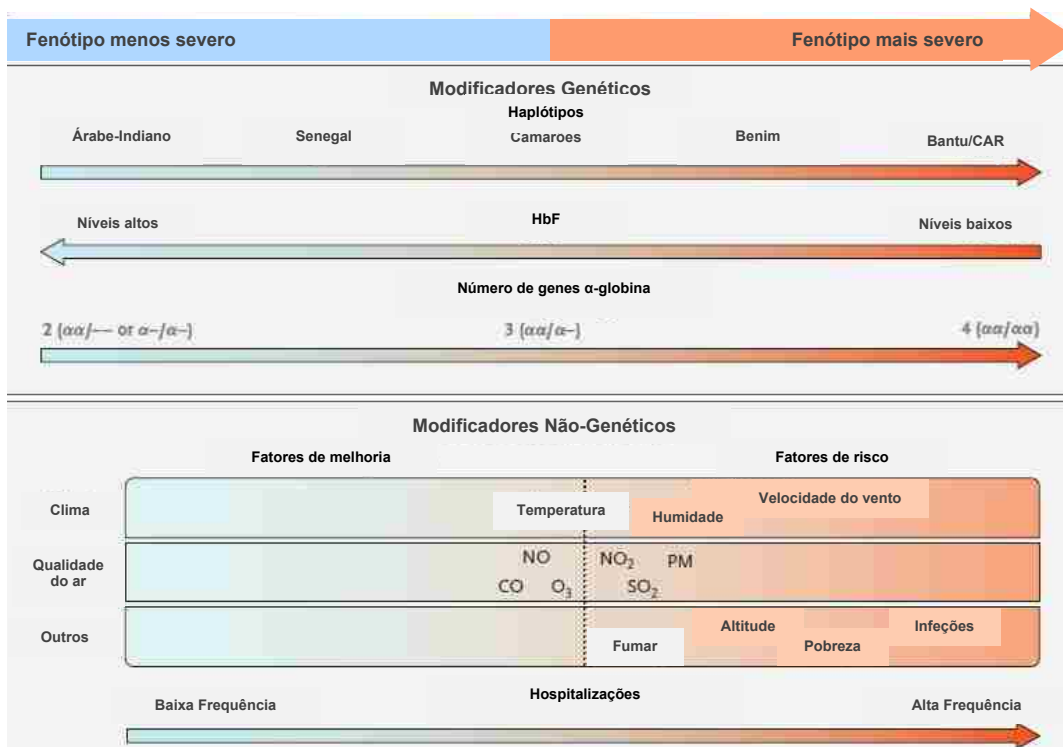 Fenótipo menos severo
Fenótipo mais severo
Modificadores Genéticos
Haplótipos
Árabe-Indiano Senegal Camarões Benim Bantu/CAR
Níveis altos HbF Níveis baixos
Número de genes α-globina
2 (αα/–– or α–/α–) 3 (αα/α–) 4 (αα/αα)
Modificadores Não-Genéticos
Fatores de melhoria Fatores de risco
Clima Temperatura Humidade Velocidade do vento
Qualidade do ar
NO NO₂ PM
CO O₃ SO₂
Outros Fumar Altitude Pobreza Infeções
Hospitalizações
Baixa Frequência Alta Frequência